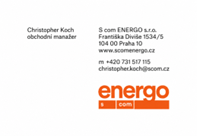 Christopher Koch
obchodní manažer
S com ENERGO s.r.o.
Františka Diviše 1534/5
104 00 Praha 10
www.scomenergo.cz
m +420 731 517 115
christopher.koch@scom.cz
energo
s com